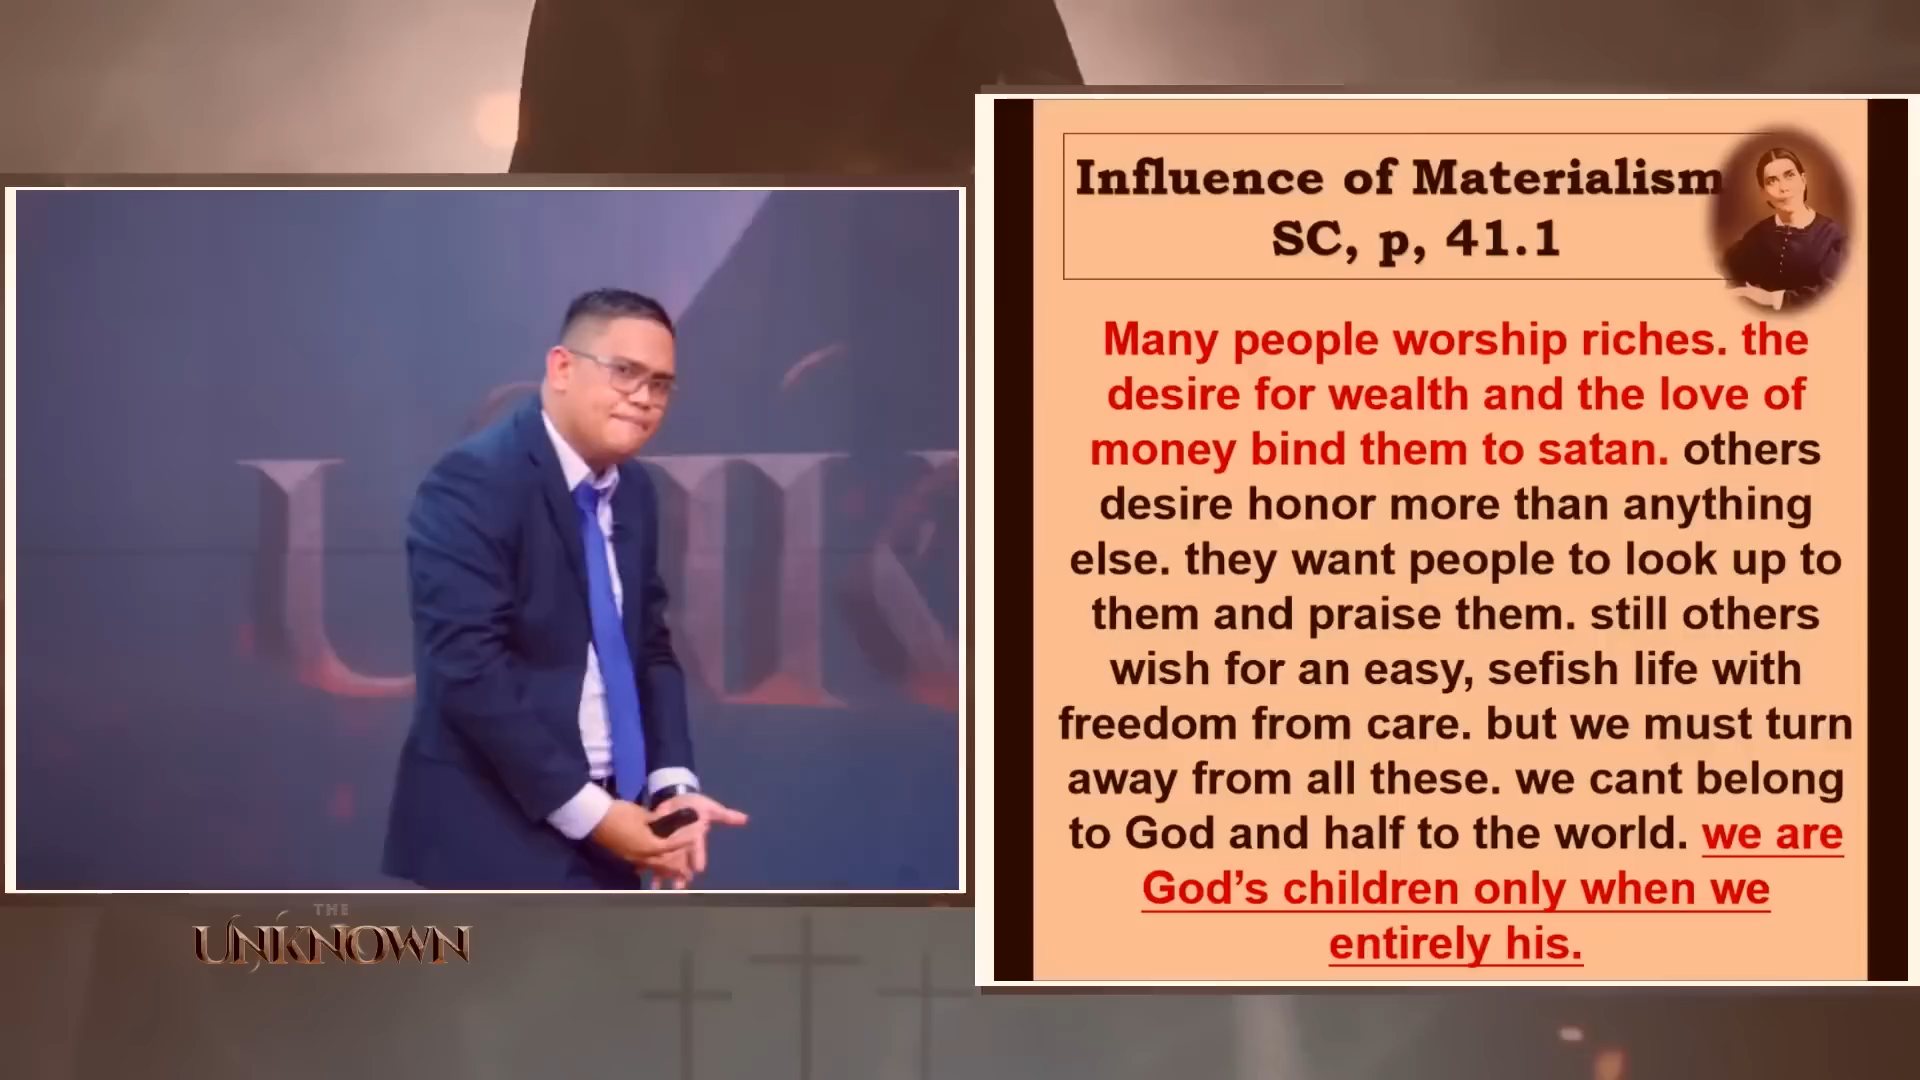 Influence of Materialism
SC, p, 41.1
Many people worship riches. the
desire for wealth and the love of
money bind them to satan. others
desire honor more than anything
else. they want people to look up to
them and praise them. still others
wish for an easy, sefish life with
freedom from care. but we must turn
away from all these. we cant belong
to God and half to the world. we are
God’s children only when we
entirely his.
THE
UNKNOWN